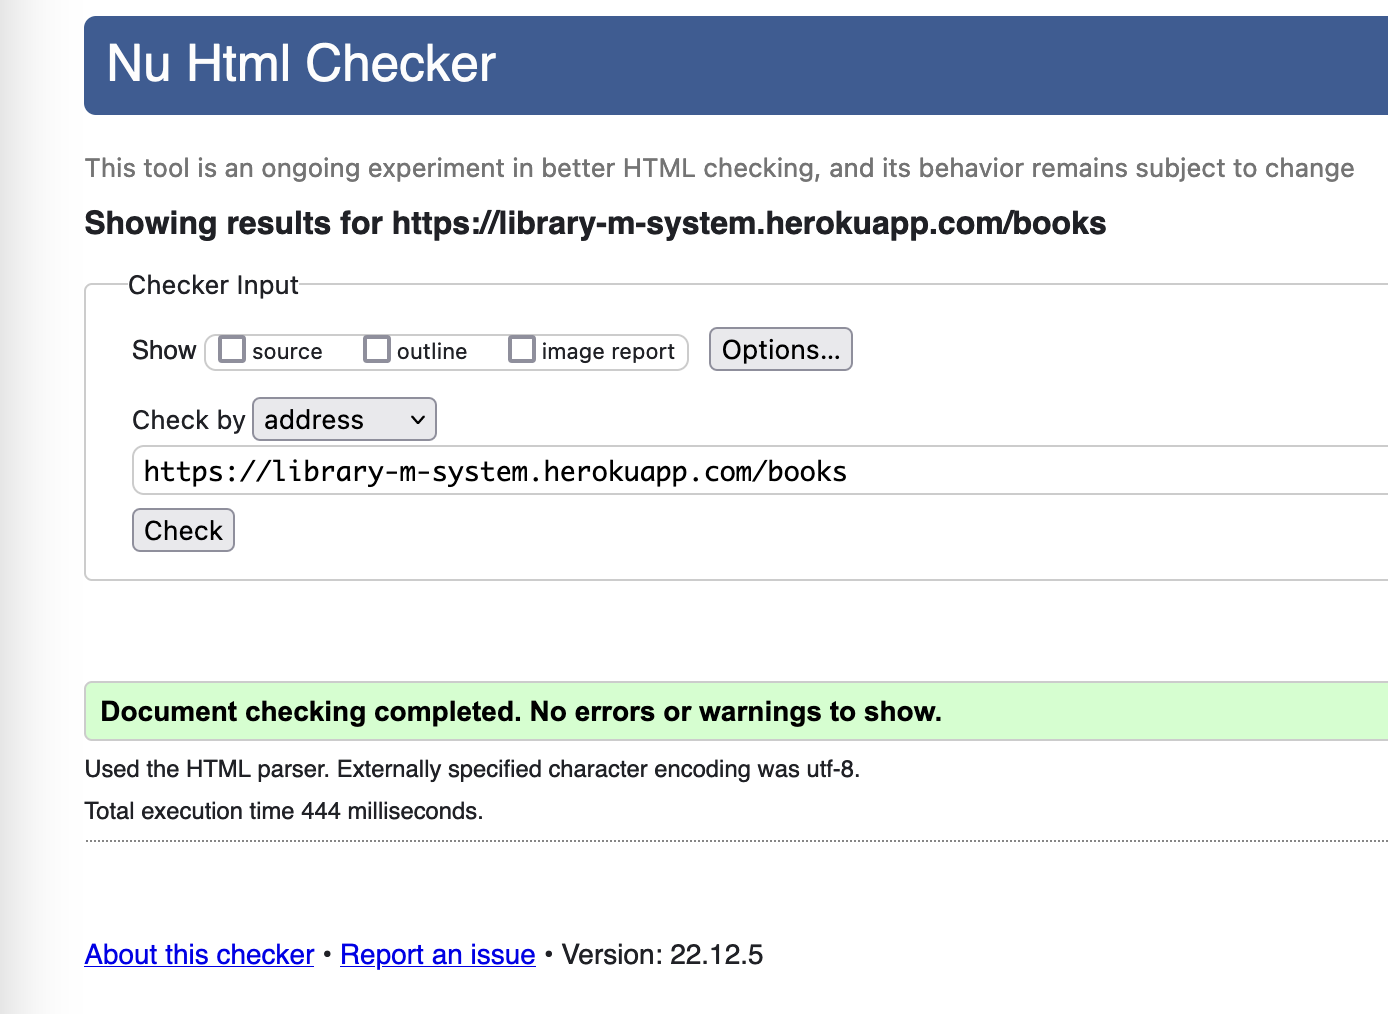 Nu Html Checker
This tool is an ongoing experiment in better HTML checking, and its behavior remains subject to change
Showing results for https://library-m-system.herokuapp.com/books
Checker Input
Show source outline image report Options...
Check by address
https://library-m-system.herokuapp.com/books
Check
Document checking completed. No errors or warnings to show.
Used the HTML parser. Externally specified character encoding was utf-8.
Total execution time 444 milliseconds.
About this checker • Report an issue • Version: 22.12.5